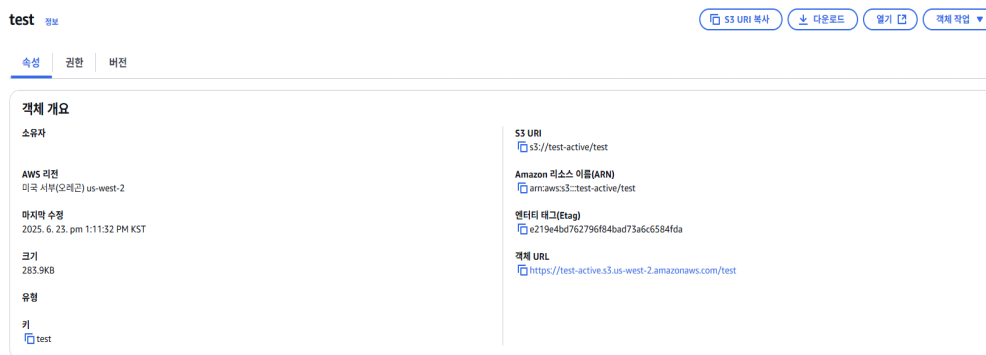 test 정보
S3 URI 복사
다운로드
열기
객체 작업
속성
권한
버전
객체 개요
소유자
AWS 리전
미국 서부(오레곤) us-west-2
마지막 수정
2025. 6. 23. pm 1:11:32 PM KST
크기
283.9KB
유형
키
test
S3 URI
s3://test-active/test
Amazon 리소스 이름(ARN)
arn:aws:s3:::test-active/test
엔터티 태그(Etag)
e219e4bd762796f84bad73a6c6584fda
객체 URL
https://test-active.s3.us-west-2.amazonaws.com/test